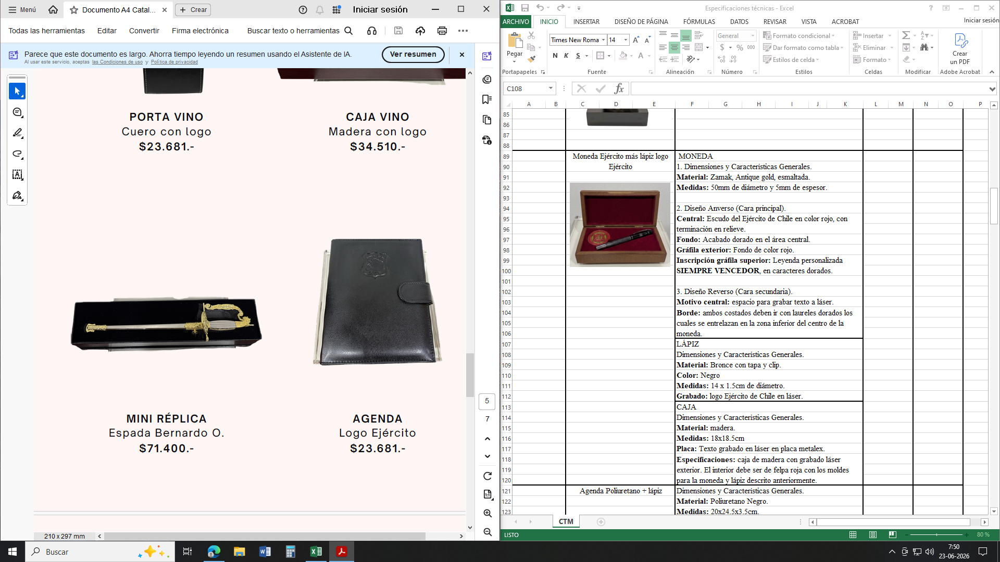 Menú
Documento A4 Catal...
Crear
Iniciar sesión
Todas las herramientas
Editar
Convertir
Firma electrónica
Buscar texto o herramientas
Parece que este documento es largo. Ahorra tiempo leyendo un resumen usando el Asistente de IA.
Al usar este servicio, aceptas las Condiciones de uso y Política de privacidad
Ver resumen
PORTA VINO
Cuero con logo
$23.681.-
CAJA VINO
Madera con logo
$34.510.-
MINI RÉPLICA
Espada Bernardo O.
$71.400.-
AGENDA
Logo Ejército
$23.681.-
5
7
210 x 297 mm
Especificaciones técnicas - Excel
ARCHIVO
INICIO
INSERTAR
DISEÑO DE PÁGINA
FÓRMULAS
DATOS
REVISAR
VISTA
ACROBAT
Iniciar sesión
Pegar
Times New Roma
14
N K S
General
$ % 000
Formato condicional
Dar formato como tabla
Estilos de celda
Insertar
Eliminar
Formato
Crear
un PDF
Portapapeles
Fuente
Alineación
Número
Estilos
Celdas
Modificar
Adobe Acrobat
C108
fx
A B C D E F G H I J K L M N O P
85
86
87
88
89 Moneda Ejército más lápiz logo MONEDA
90 Ejército 1. Dimensiones y Caracteristicas Generales.
91 Material: Zamak, Antique gold, esmaltada.
92 Medidas: 50mm de diámetro y 5mm de espesor.
93
94 2. Diseño Anverso (Cara principal).
95 Central: Escudo del Ejército de Chile en color rojo, con
96 terminación en relieve.
97 Fondo: Acabado dorado en el área central.
98 Gráfila exterior: Fondo de color rojo.
99 Inscripción gráfila superior: Leyenda personalizada
100 SIEMPRE VENCEDOR, en caracteres dorados.
101
102 3. Diseño Reverso (Cara secundaria).
103 Motivo central: espacio para grabar texto a láser.
104 Borde: ambos costados deben ir con laureles dorados los
105 cuales se entrelazan en la zona inferior del centro de la
106 moneda.
107 LÁPIZ
108 Dimensiones y Caracteristicas Generales.
109 Material: Bronce con tapa y clip.
110 Color: Negro
111 Medidas: 14 x 1.5cm de diámetro.
112 Grabado: logo Ejército de Chile en láser.
113 CAJA
114 Dimensiones y Caracteristicas Generales.
115 Material: madera.
116 Medidas: 18x18.5cm
117 Placa: Texto grabado en láser en placa metalex.
118 Especificaciones: caja de madera con grabado láser
119 exterior. El interior debe ser de felpa roja con los moldes
120 para la moneda y lápiz descrito anteriormente.
121 Agenda Poliuretano + lápiz Dimensiones y Caracteristicas Generales.
122 Material: Poliuretano Negro.
123 Medidas: 20x24.5x3.5cm.
CTM
LISTO
80 %
Buscar
7:50
23-06-2026